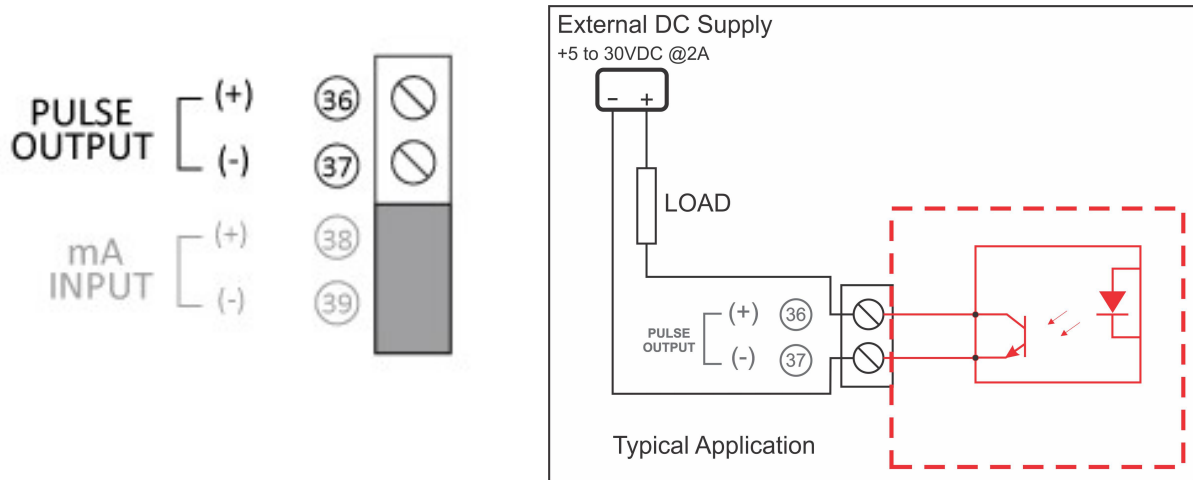 PULSE
OUTPUT
(+)
36
(-)
37
mA
INPUT
(+)
38
(-)
39
External DC Supply
+5 to 30VDC @2A
- +
LOAD
PULSE
OUTPUT
(+)
36
(-)
37
Typical Application